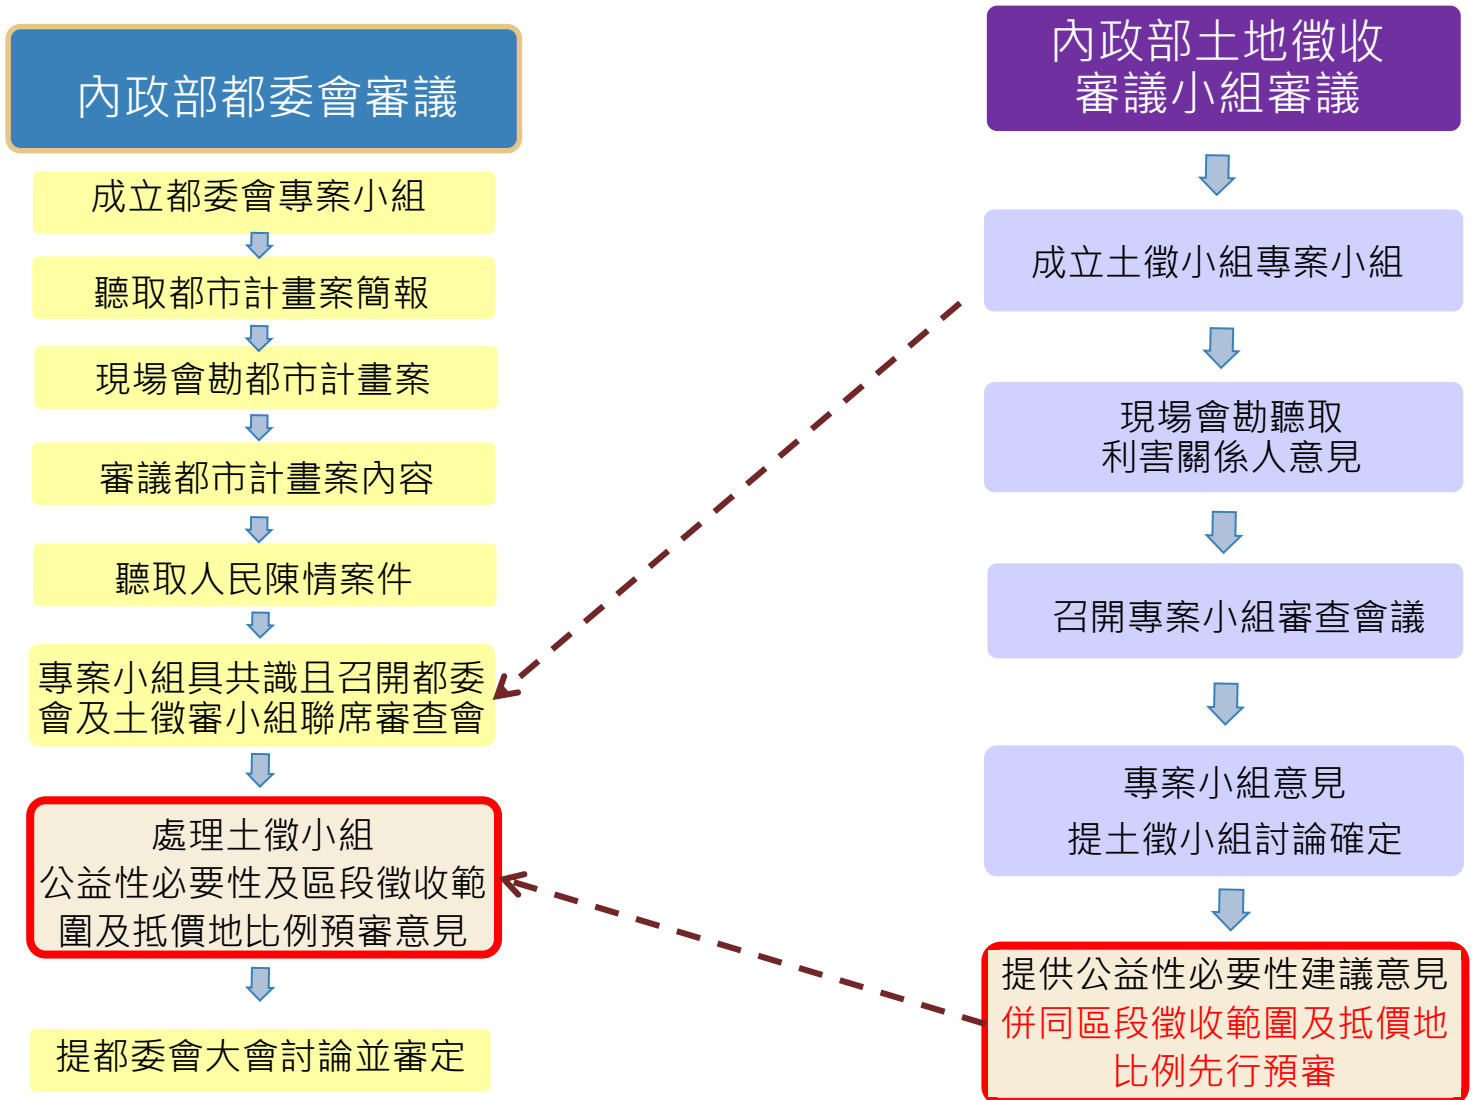 內政部都委會審議
成立都委會專案小組
聽取都市計畫案簡報
現場會勘都市計畫案
審議都市計畫案內容
聽取人民陳情案件
專案小組具共識且召開都委
會及土徵審小組聯席審查會
處理土徵小組
公益性必要性及區段徵收範
圍及抵價地比例預審意見
提都委會大會討論並審定
內政部土地徵收
審議小組審議
成立土徵小組專案小組
現場會勘聽取
利害關係人意見
召開專案小組審查會議
專案小組意見
提土徵小組討論確定
提供公益性必要性建議意見
併同區段徵收範圍及抵價地
比例先行預審